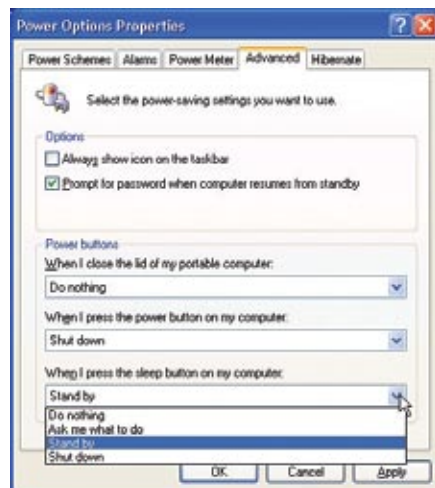 Power Options Properties
Power Schemes Alarms Power Meter Advanced Hibernate
Select the power-saving settings you want to use.
Options
Always show icon on the taskbar
Prompt for password when computer resumes from standby
Power buttons
When I close the lid of my portable computer:
Do nothing
When I press the power button on my computer:
Shut down
When I press the sleep button on my computer:
Stand by
Do nothing
Ask me what to do
Stand by
Shut down
OK Cancel Apply